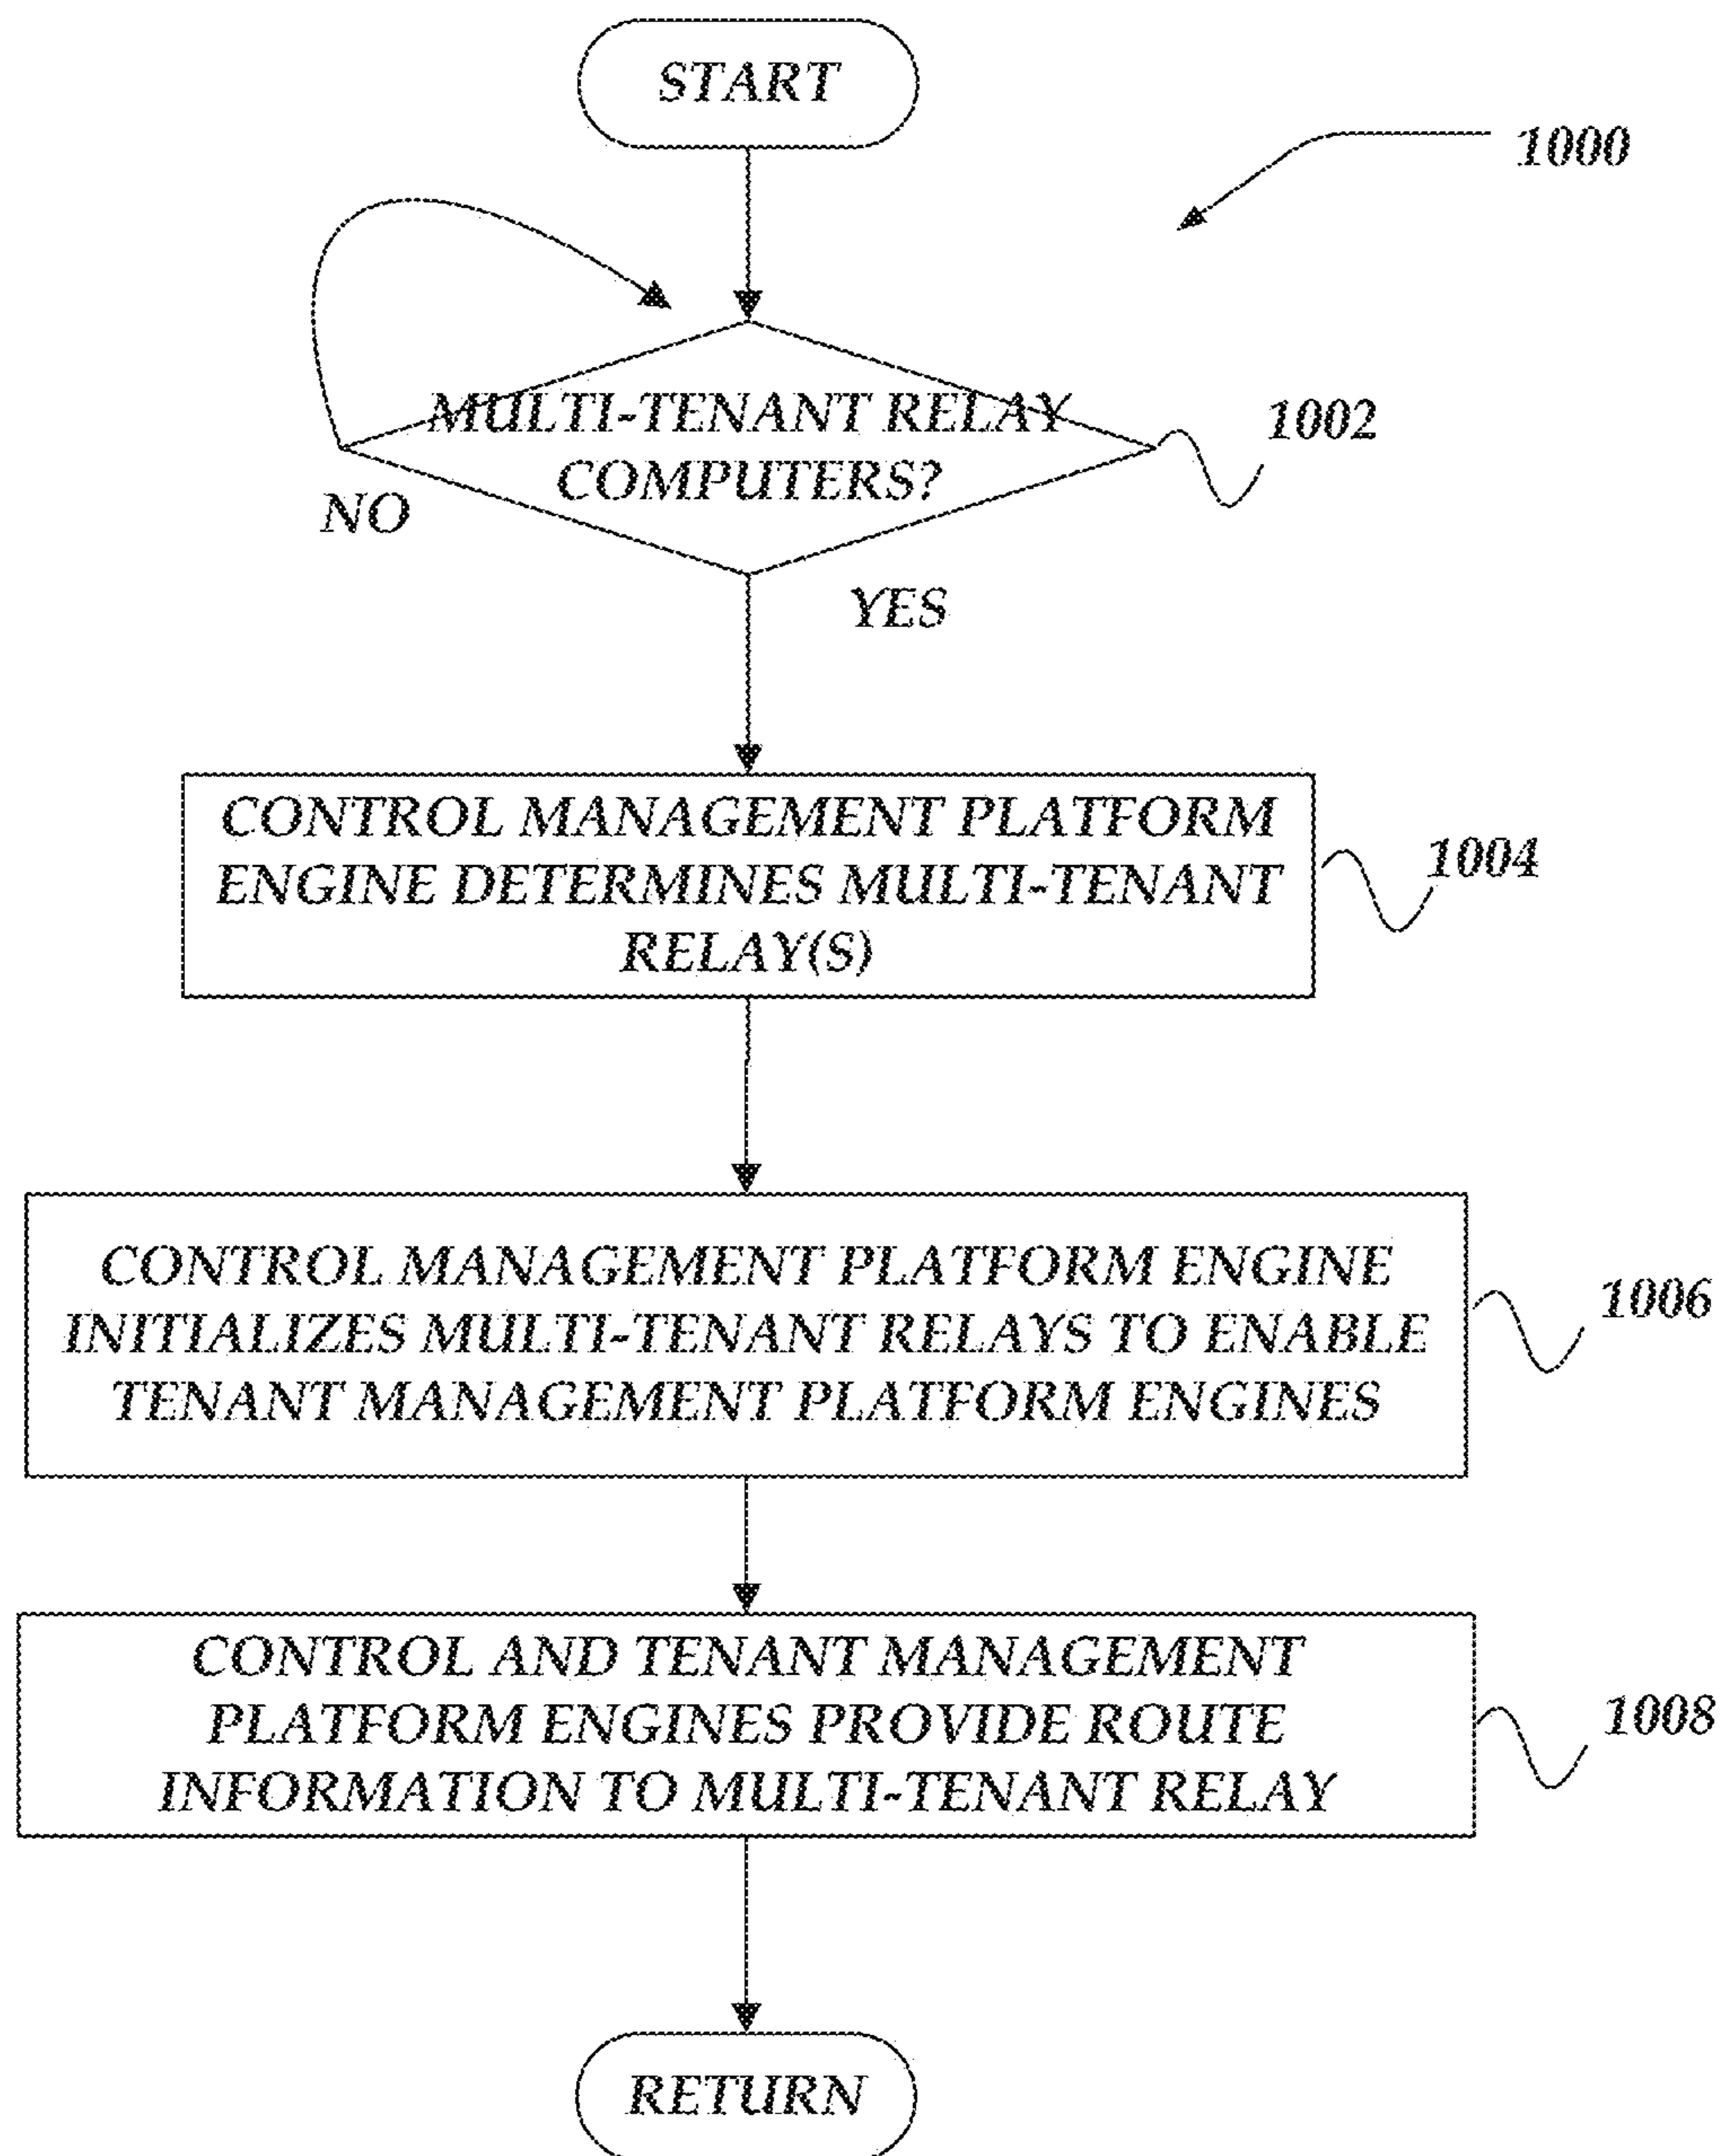 START
1000
MULTI-TENANT RELAY
COMPUTERS?
1002
NO
YES
CONTROL MANAGEMENT PLATFORM
ENGINE DETERMINES MULTI-TENANT
RELAY(S)
1004
CONTROL MANAGEMENT PLATFORM ENGINE
INITIALIZES MULTI-TENANT RELAYS TO ENABLE
TENANT MANAGEMENT PLATFORM ENGINES
1006
CONTROL AND TENANT MANAGEMENT
PLATFORM ENGINES PROVIDE ROUTE
INFORMATION TO MULTI-TENANT RELAY
1008
RETURN